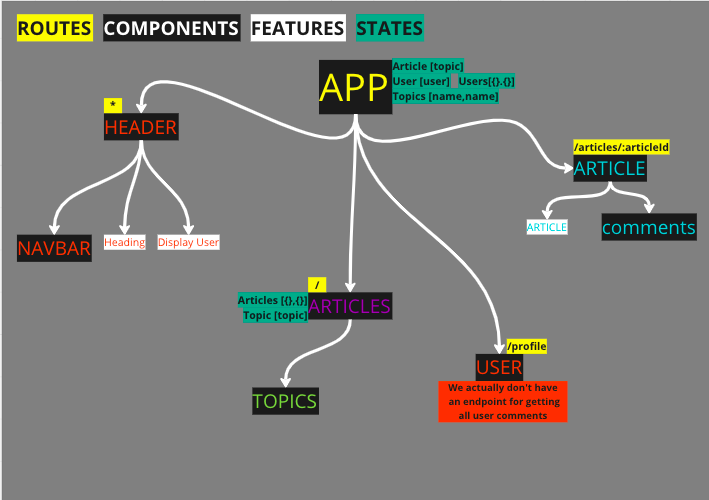 ROUTES COMPONENTS FEATURES STATES
APP
Article [topic]
User [user] Users[{}.{}]
Topics [name,name]
*
HEADER
/articles/:articleId
ARTICLE
NAVBAR
Heading
Display User
ARTICLE
comments
/
Articles [{},{}]
Topic [topic]
ARTICLES
/profile
USER
We actually don't have
an endpoint for getting
all user comments
TOPICS